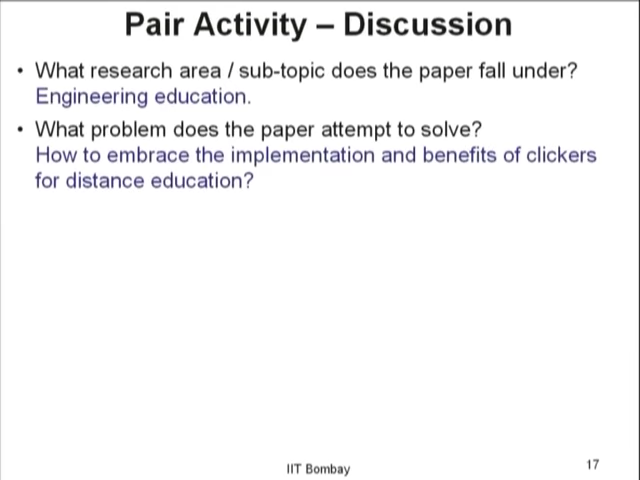 Pair Activity – Discussion
• What research area / sub-topic does the paper fall under?
Engineering education.
• What problem does the paper attempt to solve?
How to embrace the implementation and benefits of clickers
for distance education?
IIT Bombay
17